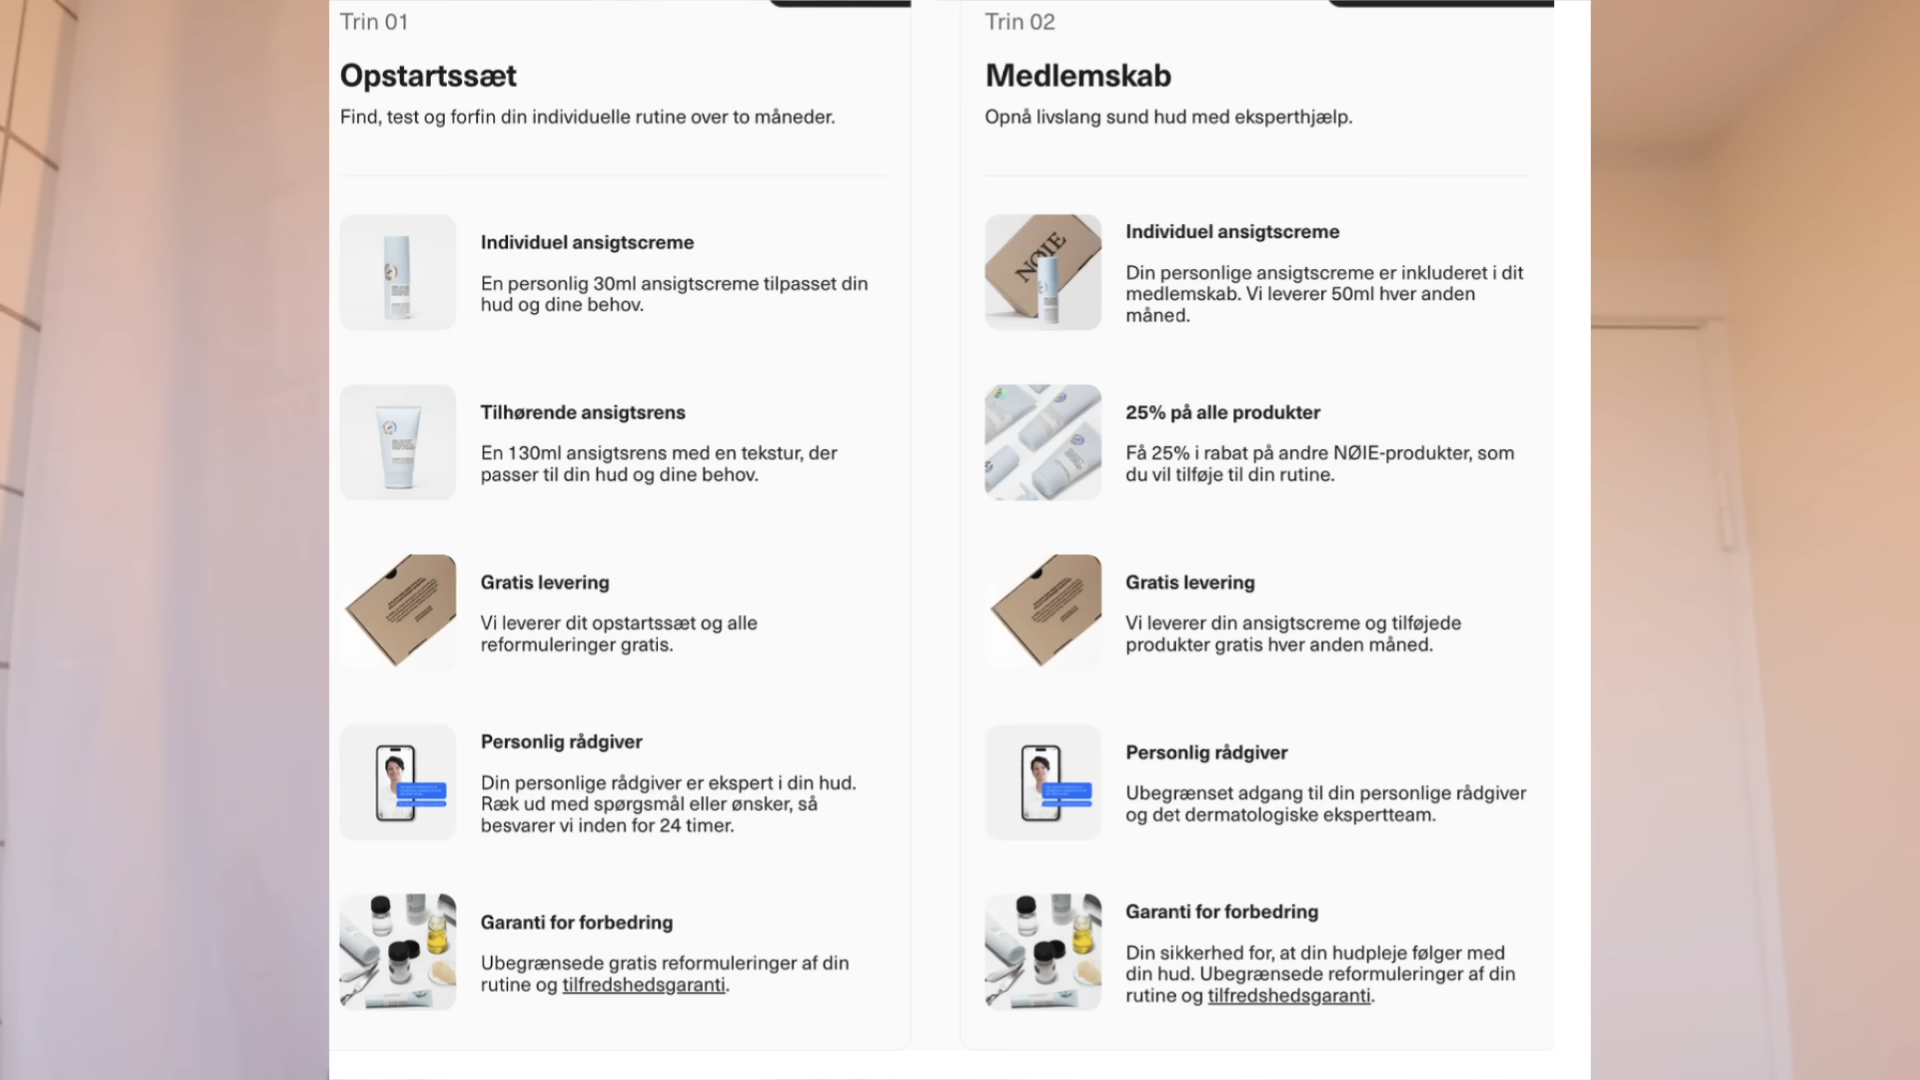 Trin 01
Opstartssæt
Find, test og forfin din individuelle rutine over to måneder.
Individuel ansigtscreme
En personlig 30ml ansigtscreme tilpasset din
hud og dine behov.
Tilhørende ansigtsrens
En 130ml ansigtsrens med en tekstur, der
passer til din hud og dine behov.
Gratis levering
Vi leverer dit opstartssæt og alle
reformuleringer gratis.
Personlig rådgiver
Din personlige rådgiver er ekspert i din hud.
Ræk ud med spørgsmål eller ønsker, så
besvarer vi inden for 24 timer.
Garanti for forbedring
Ubegrænsede gratis reformuleringer af din
rutine og tilfredshedsgaranti.
Trin 02
Medlemskab
Opnå livslang sund hud med eksperthjælp.
NØIE
Individuel ansigtscreme
Din personlige ansigtscreme er inkluderet i dit
medlemskab. Vi leverer 50ml hver anden
måned.
25% på alle produkter
Få 25% i rabat på andre NØIE-produkter, som
du vil tilføje til din rutine.
Gratis levering
Vi leverer din ansigtscreme og tilføjede
produkter gratis hver anden måned.
Personlig rådgiver
Ubegrænset adgang til din personlige rådgiver
og det dermatologiske ekspertteam.
Garanti for forbedring
Din sikkerhed for, at din hudpleje følger med
din hud. Ubegrænsede reformuleringer af din
rutine og tilfredshedsgaranti.